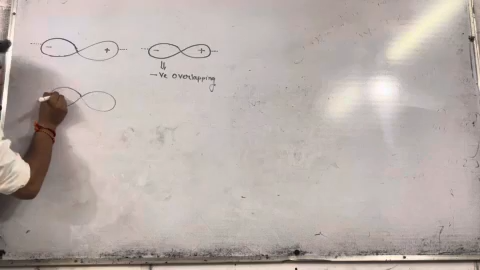 - + - +
-ve overlapping